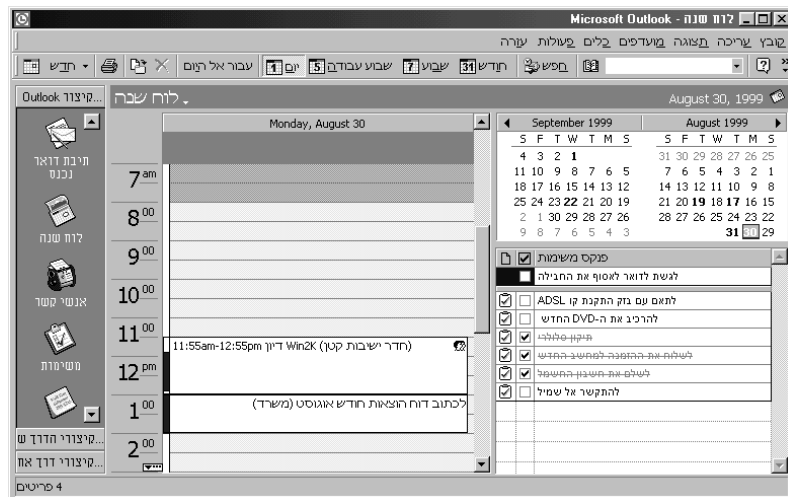 לוח שנה - Microsoft Outlook
קובץ עריכה תצוגה מועדפים כלים פעולות עזרה
חדש עבור אל היום 1 יום 5 שבוע עבודה 7 שבוע 31 חודש חפש
קיצור Outlook...
לוח שנה
August 30, 1999
תיבת דואר
נכנס
לוח שנה
אנשי קשר
משימות
קיצורי הדרך ש...
קיצורי דרך אח...
Monday, August 30
7 am
8 00
9 00
10 00
11 00
11:55am-12:55pm דיון Win2K (חדר ישיבות קטן)
12 pm
1 00
לכתוב דוח הוצאות חודש אוגוסט (משרד)
2 00
September 1999
S F T W T M S
4 3 2 1
11 10 9 8 7 6 5
18 17 16 15 14 13 12
25 24 23 22 21 20 19
2 1 30 29 28 27 26
9 8 7 6 5 4 3
August 1999
S F T W T M S
31 30 29 28 27 26 25
7 6 5 4 3 2 1
14 13 12 11 10 9 8
21 20 19 18 17 16 15
28 27 26 25 24 23 22
31 30 29
פנקס משימות
לגשת לדואר לאסוף את החבילה
לתאם עם בזק התקנת קו ADSL
להרכיב את ה-DVD החדש
תיקון סלולרי
לשלוח את ההזמנה למחשב החדש
לשלם את חשבון החשמל
להתקשר אל שמיל
4 פריטים